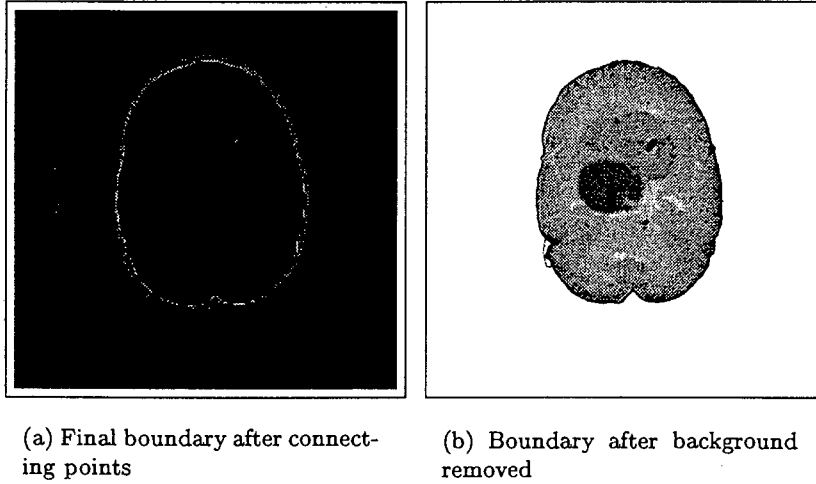 (a) Final boundary after connect-
ing points
(b) Boundary after background
removed